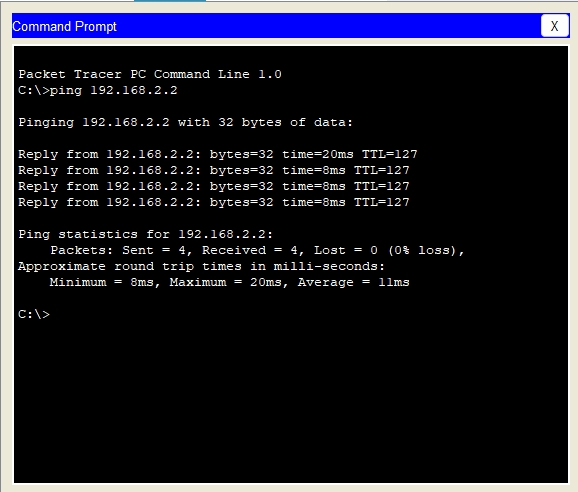 Command Prompt
X
Packet Tracer PC Command Line 1.0
C:\>ping 192.168.2.2
Pinging 192.168.2.2 with 32 bytes of data:
Reply from 192.168.2.2: bytes=32 time=20ms TTL=127
Reply from 192.168.2.2: bytes=32 time=8ms TTL=127
Reply from 192.168.2.2: bytes=32 time=8ms TTL=127
Reply from 192.168.2.2: bytes=32 time=8ms TTL=127
Ping statistics for 192.168.2.2:
Packets: Sent = 4, Received = 4, Lost = 0 (0% loss),
Approximate round trip times in milli-seconds:
Minimum = 8ms, Maximum = 20ms, Average = 11ms
C:\>